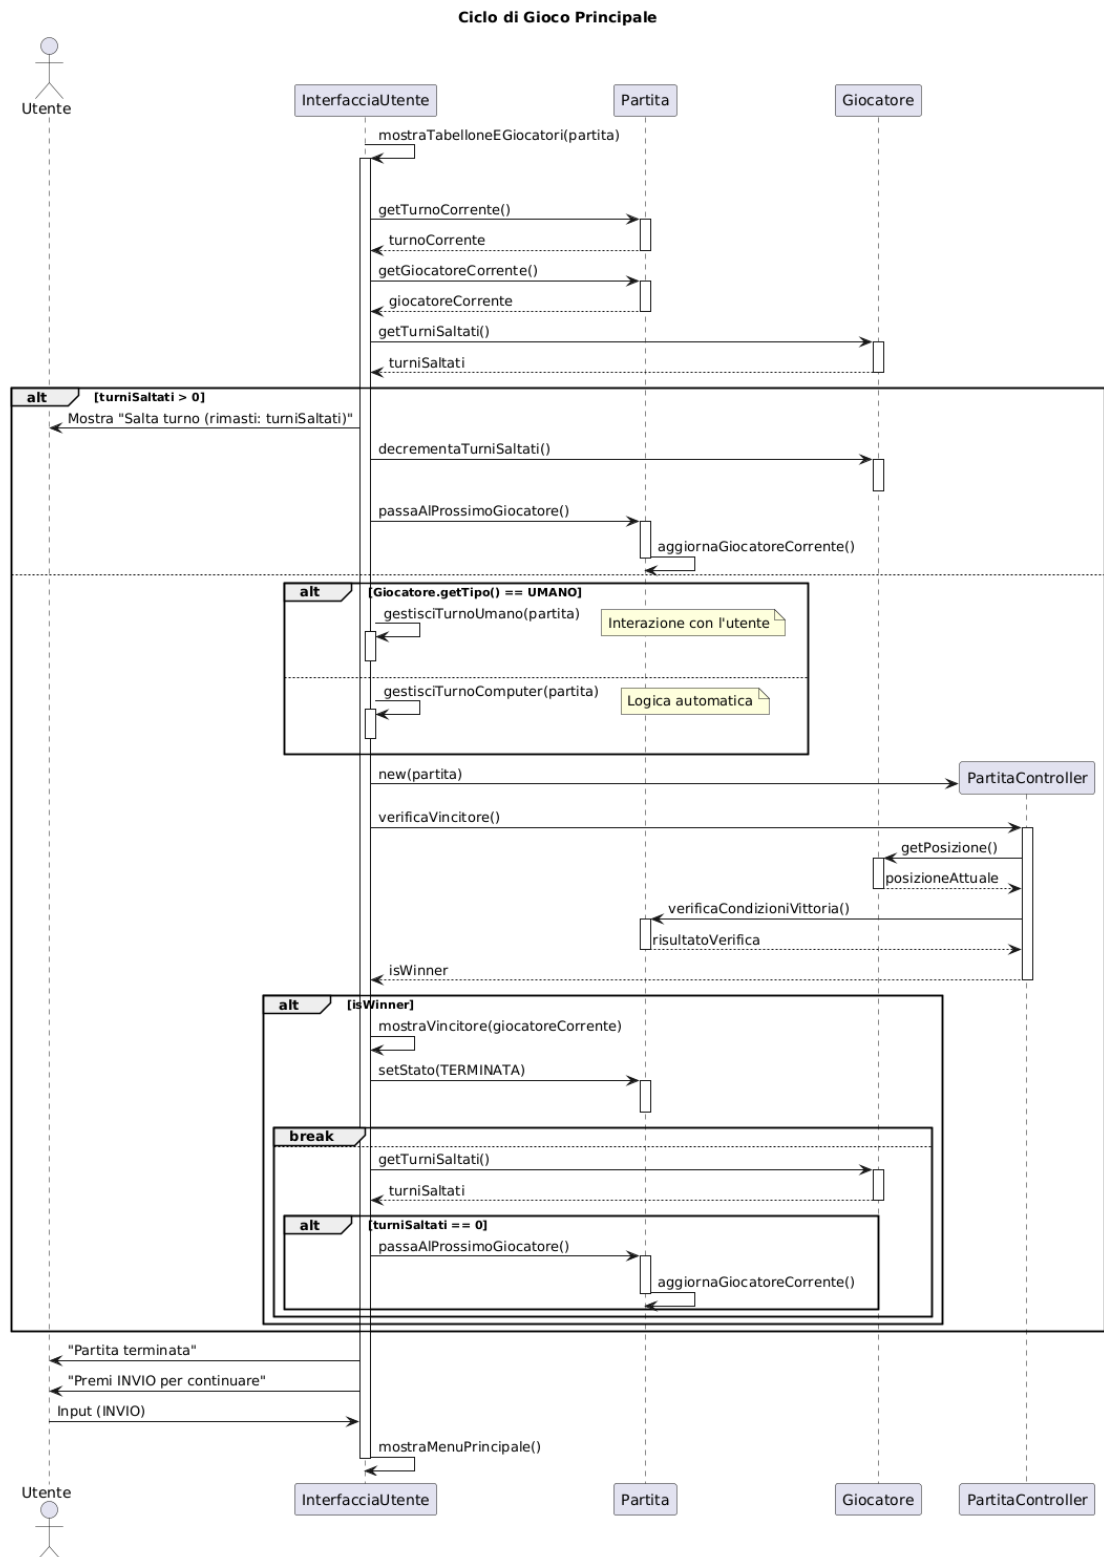 Ciclo di Gioco Principale
Utente
InterfacciaUtente
Partita
Giocatore
mostraTabelloneEGiocatori(partita)
getTurnoCorrente()
turnoCorrente
getGiocatoreCorrente()
giocatoreCorrente
getTurniSaltati()
turniSaltati
alt [turniSaltati > 0]
Mostra "Salta turno (rimasti: turniSaltati)"
decrementaTurniSaltati()
passaAlProssimoGiocatore()
aggiornaGiocatoreCorrente()
alt [Giocatore.getTipo() == UMANO]
gestisciTurnoUmano(partita)
Interazione con l'utente
gestisciTurnoComputer(partita)
Logica automatica
new(partita)
PartitaController
verificaVincitore()
getPosizione()
posizioneAttuale
verificaCondizioniVittoria()
risultatoVerifica
isWinner
alt [isWinner]
mostraVincitore(giocatoreCorrente)
setStato(TERMINATA)
break
getTurniSaltati()
turniSaltati
alt [turniSaltati == 0]
passaAlProssimoGiocatore()
aggiornaGiocatoreCorrente()
"Partita terminata"
"Premi INVIO per continuare"
Input (INVIO)
mostraMenuPrincipale()
Utente
InterfacciaUtente
Partita
Giocatore
PartitaController